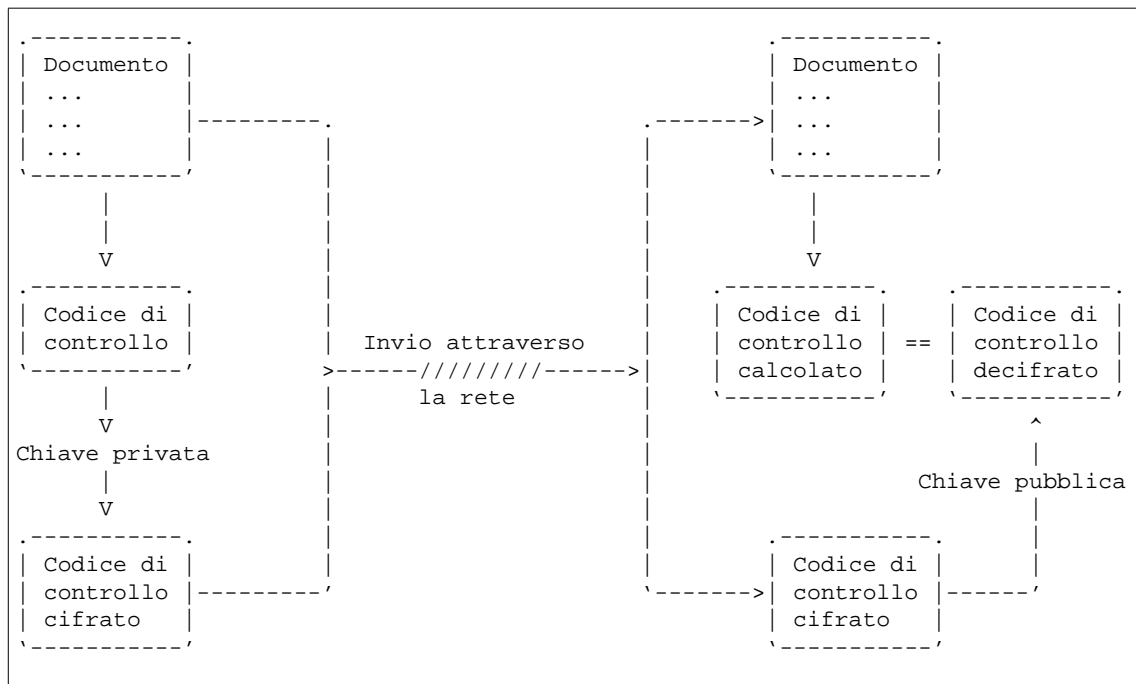 Documento
...
...
...
Documento
...
...
...
Codice di
controllo
Invio attraverso
la rete
Codice di
controllo
calcolato
==
Codice di
controllo
decifrato
Chiave privata
Chiave pubblica
Codice di
controllo
cifrato
Codice di
controllo
cifrato